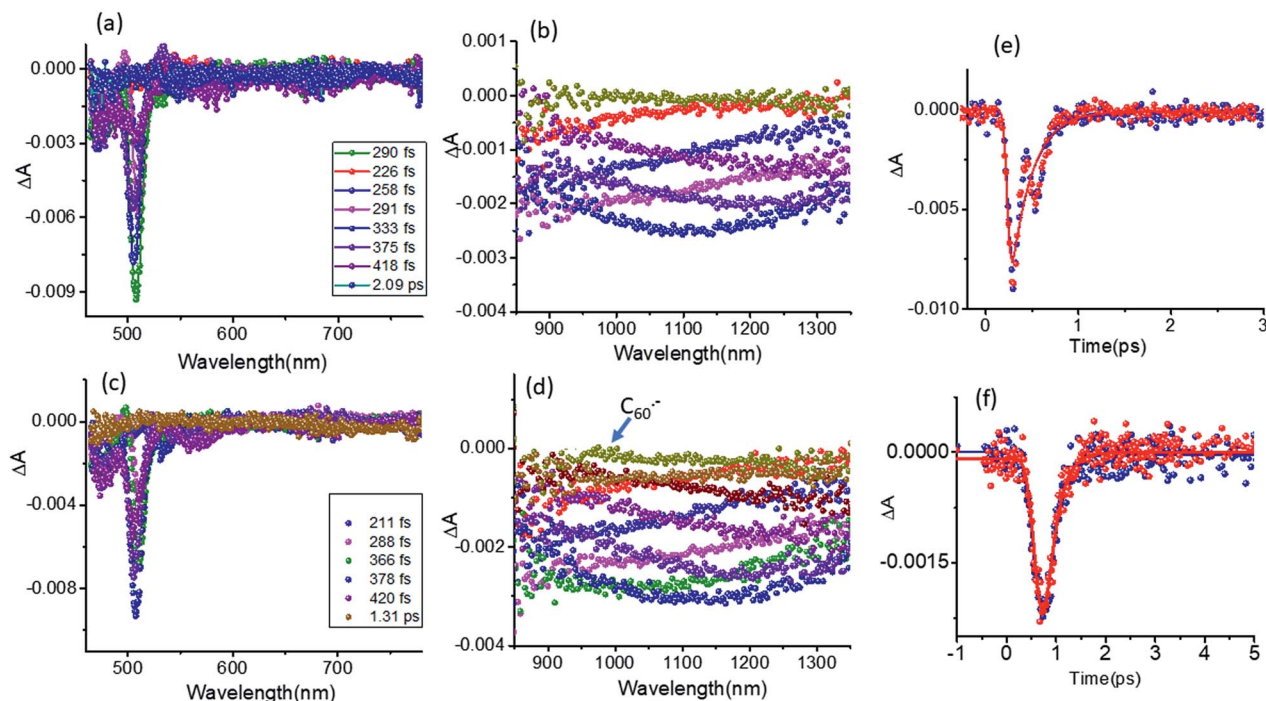 (a)
0.000
-0.003
-0.006
-0.009
ΔA
290 fs
226 fs
258 fs
291 fs
333 fs
375 fs
418 fs
2.09 ps
500 600 700
Wavelength(nm)
(b)
0.001
0.000
-0.001
-0.002
-0.003
-0.004
ΔA
900 1000 1100 1200 1300
Wavelength(nm)
(e)
0.000
-0.005
-0.010
ΔA
0 1 2 3
Time(ps)
(c)
0.000
-0.004
-0.008
ΔA
211 fs
288 fs
366 fs
378 fs
420 fs
1.31 ps
500 600 700
Wavelength(nm)
(d)
C60·-
0.000
-0.002
-0.004
ΔA
900 1000 1100 1200 1300
Wavelength(nm)
(f)
0.0000
-0.0015
ΔA
-1 0 1 2 3 4 5
Time(ps)